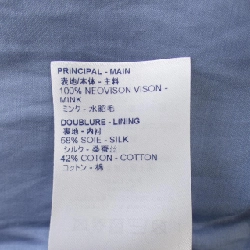 PRINCIPAL - MAIN
表地/本体 - 主料
100% NEOVISON VISON -
MINK
ミンク - 水貂毛
DOUBLURE - LINING
裏地 - 内衬
58% SOIE - SILK
シルク - 桑蚕丝
42% COTON - COTTON
コットン - 棉